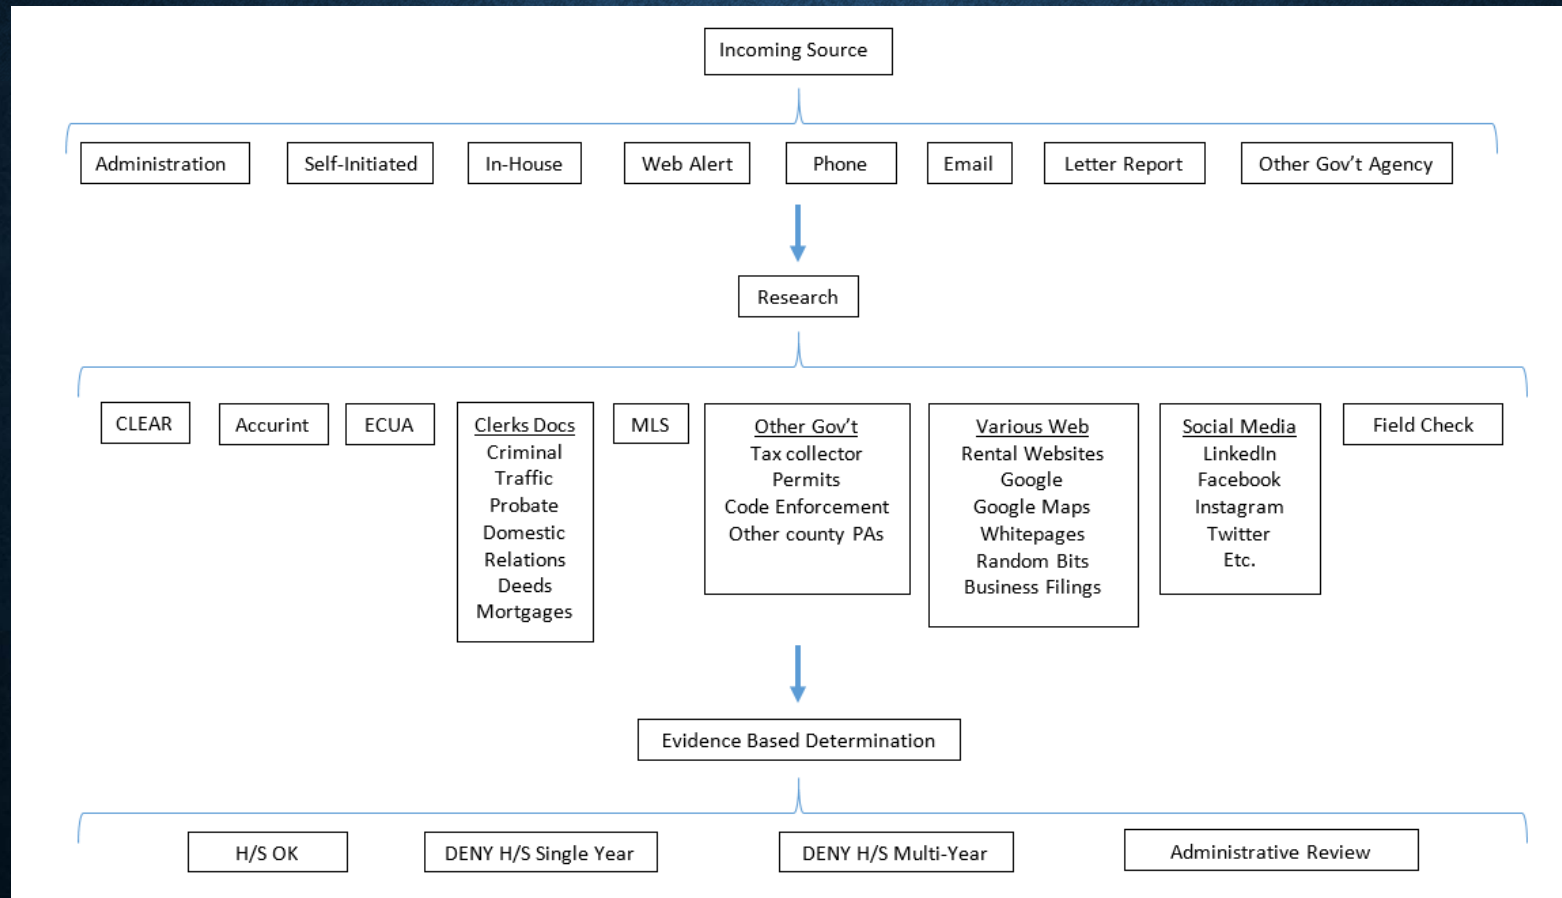 Incoming Source
Administration
Self-Initiated
In-House
Web Alert
Phone
Email
Letter Report
Other Gov't Agency
Research
CLEAR
Accurint
ECUA
Clerks Docs
Criminal
Traffic
Probate
Domestic
Relations
Deeds
Mortgages
MLS
Other Gov't
Tax collector
Permits
Code Enforcement
Other county PAs
Various Web
Rental Websites
Google
Google Maps
Whitepages
Random Bits
Business Filings
Social Media
LinkedIn
Facebook
Instagram
Twitter
Etc.
Field Check
Evidence Based Determination
H/S OK
DENY H/S Single Year
DENY H/S Multi-Year
Administrative Review